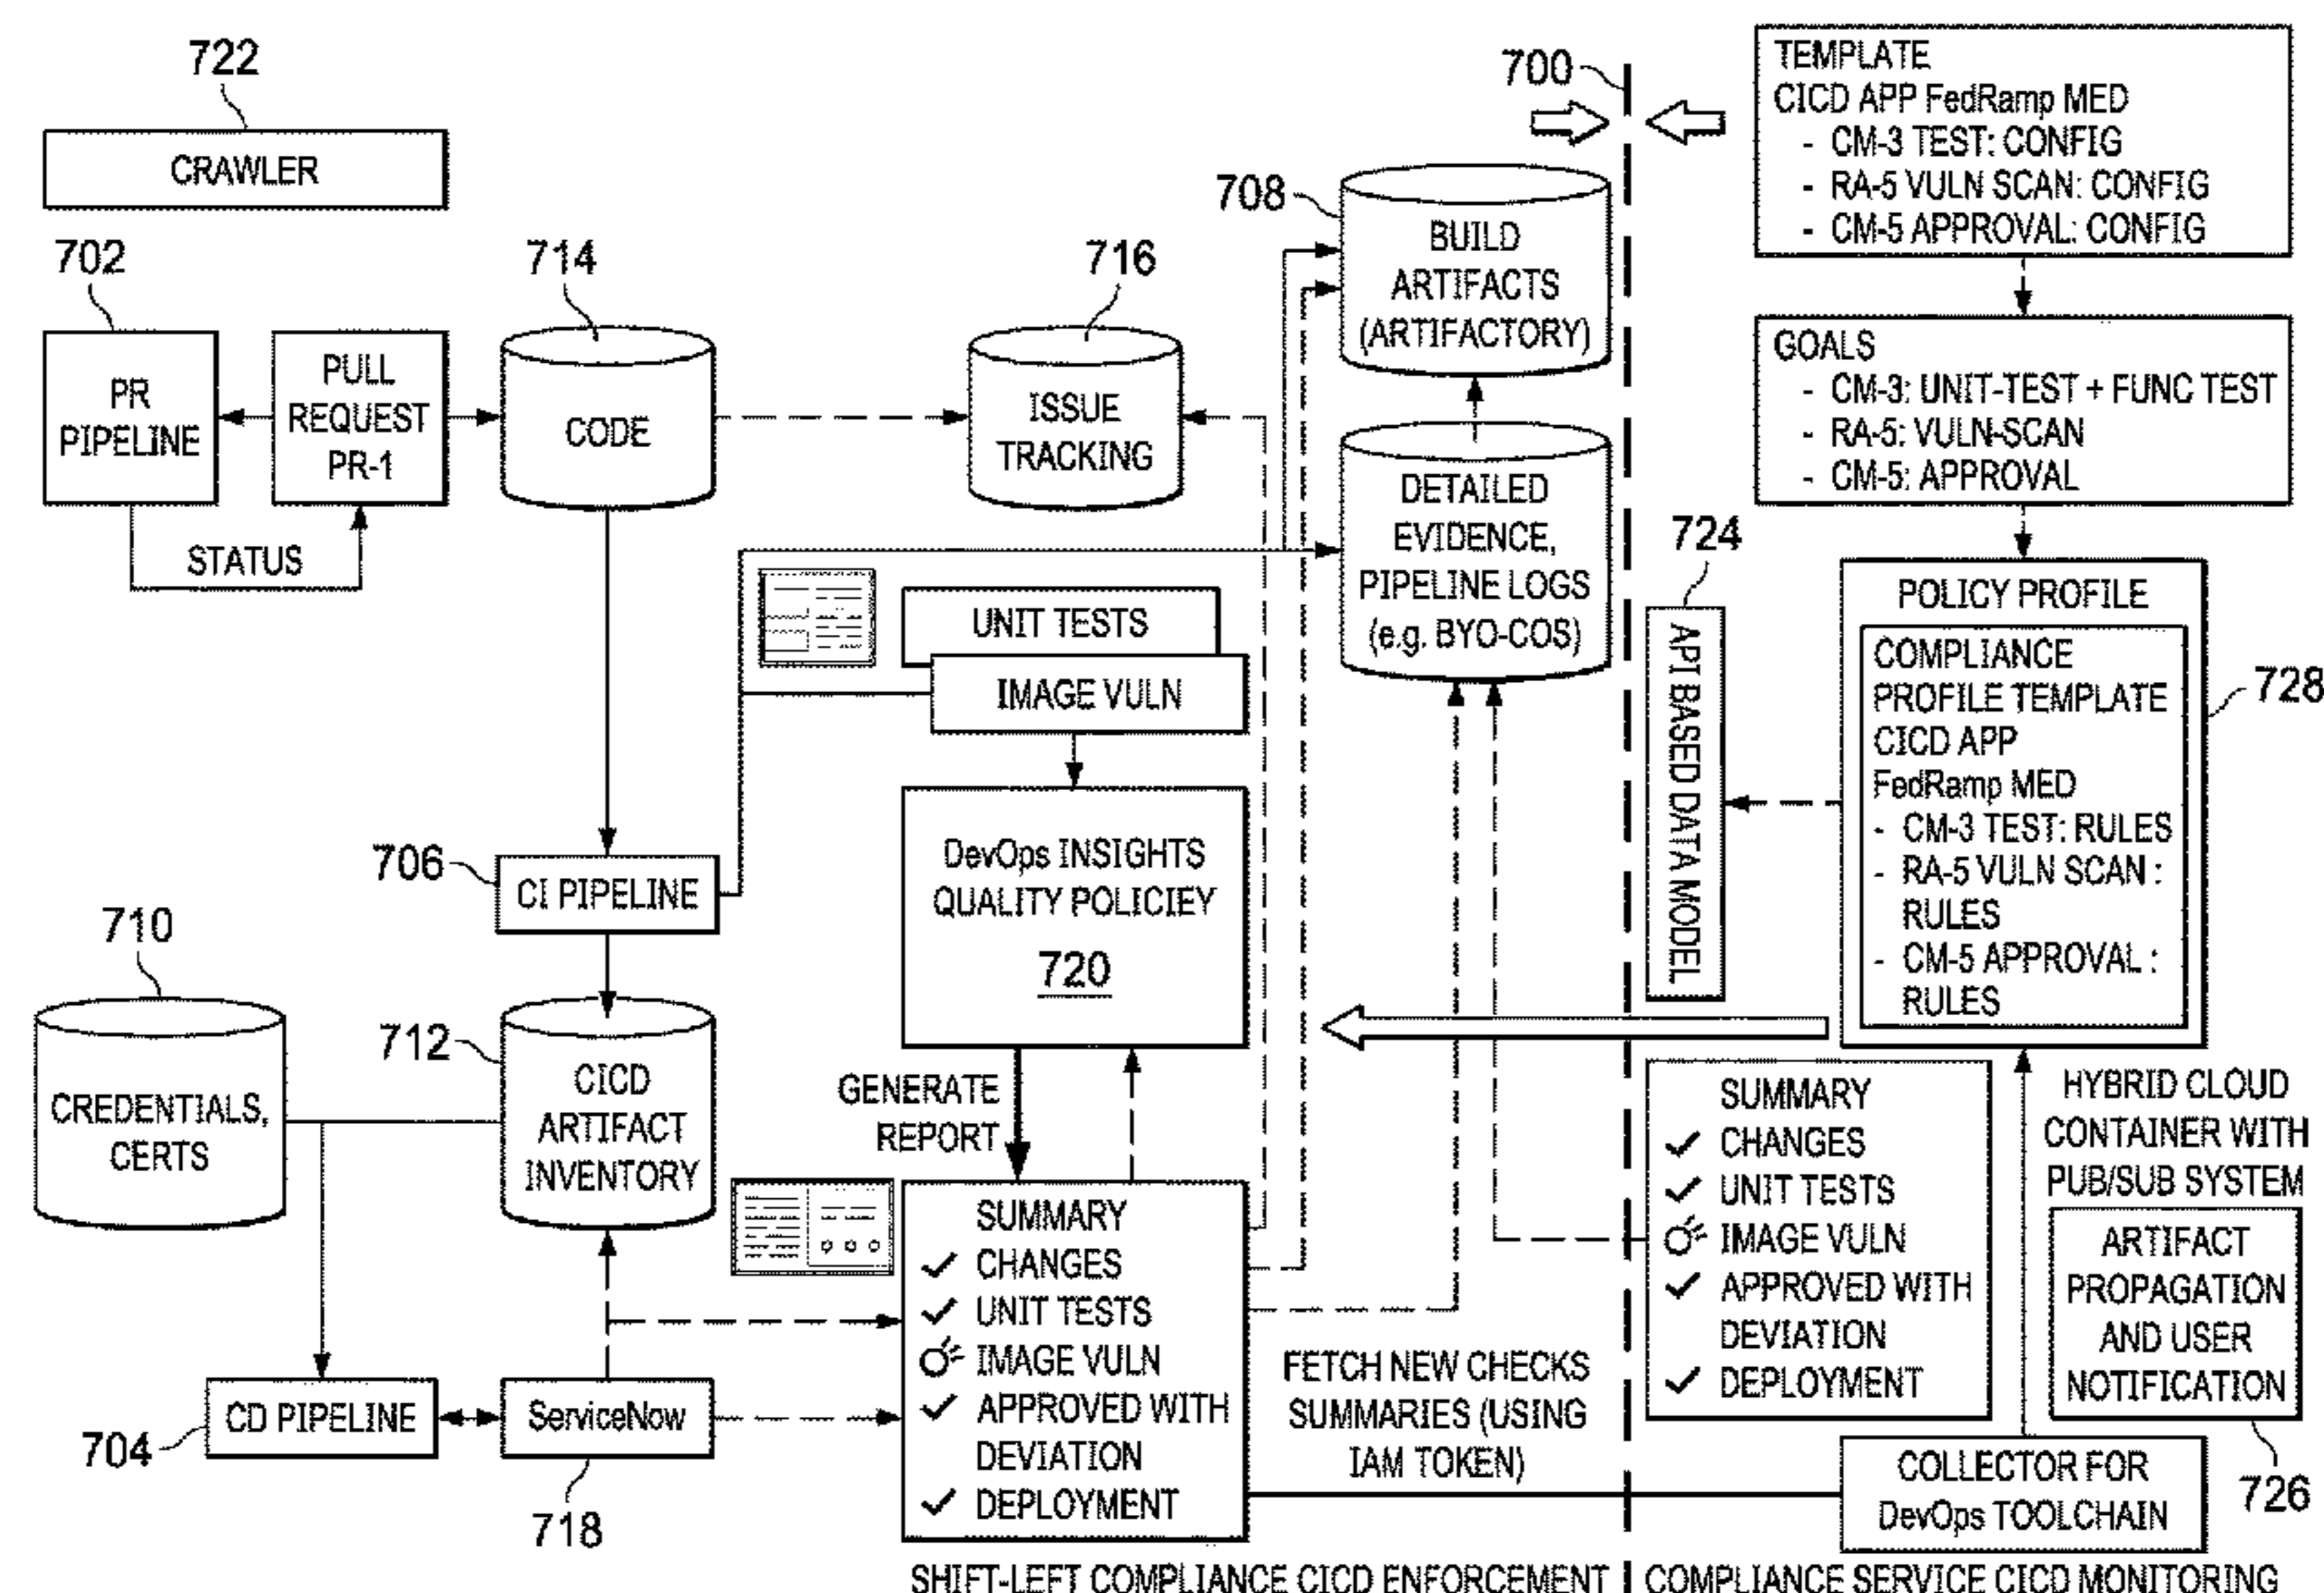 722
CRAWLER
702
PR
PIPELINE
PULL
REQUEST
PR-1
STATUS
714
CODE
716
ISSUE
TRACKING
708
BUILD
ARTIFACTS
(ARTIFACTORY)
DETAILED
EVIDENCE,
PIPELINE LOGS
(e.g. BYO-COS)
700
TEMPLATE
CICD APP FedRamp MED
- CM-3 TEST: CONFIG
- RA-5 VULN SCAN: CONFIG
- CM-5 APPROVAL: CONFIG
GOALS
- CM-3: UNIT-TEST + FUNC TEST
- RA-5: VULN-SCAN
- CM-5: APPROVAL
724
API BASED DATA MODEL
POLICY PROFILE
COMPLIANCE
PROFILE TEMPLATE
CICD APP
FedRamp MED
- CM-3 TEST: RULES
- RA-5 VULN SCAN :
RULES
- CM-5 APPROVAL :
RULES
728
UNIT TESTS
IMAGE VULN
706
CI PIPELINE
DevOps INSIGHTS
QUALITY POLICIEY
720
710
CREDENTIALS,
CERTS
712
CICD
ARTIFACT
INVENTORY
GENERATE
REPORT
704
CD PIPELINE
ServiceNow
718
SUMMARY
✓ CHANGES
✓ UNIT TESTS
IMAGE VULN
✓ APPROVED WITH
DEVIATION
✓ DEPLOYMENT
FETCH NEW CHECKS
SUMMARIES (USING
IAM TOKEN)
SUMMARY
✓ CHANGES
✓ UNIT TESTS
IMAGE VULN
✓ APPROVED WITH
DEVIATION
✓ DEPLOYMENT
HYBRID CLOUD
CONTAINER WITH
PUB/SUB SYSTEM
ARTIFACT
PROPAGATION
AND USER
NOTIFICATION
726
COLLECTOR FOR
DevOps TOOLCHAIN
SHIFT-LEFT COMPLIANCE CICD ENFORCEMENT
COMPLIANCE SERVICE CICD MONITORING